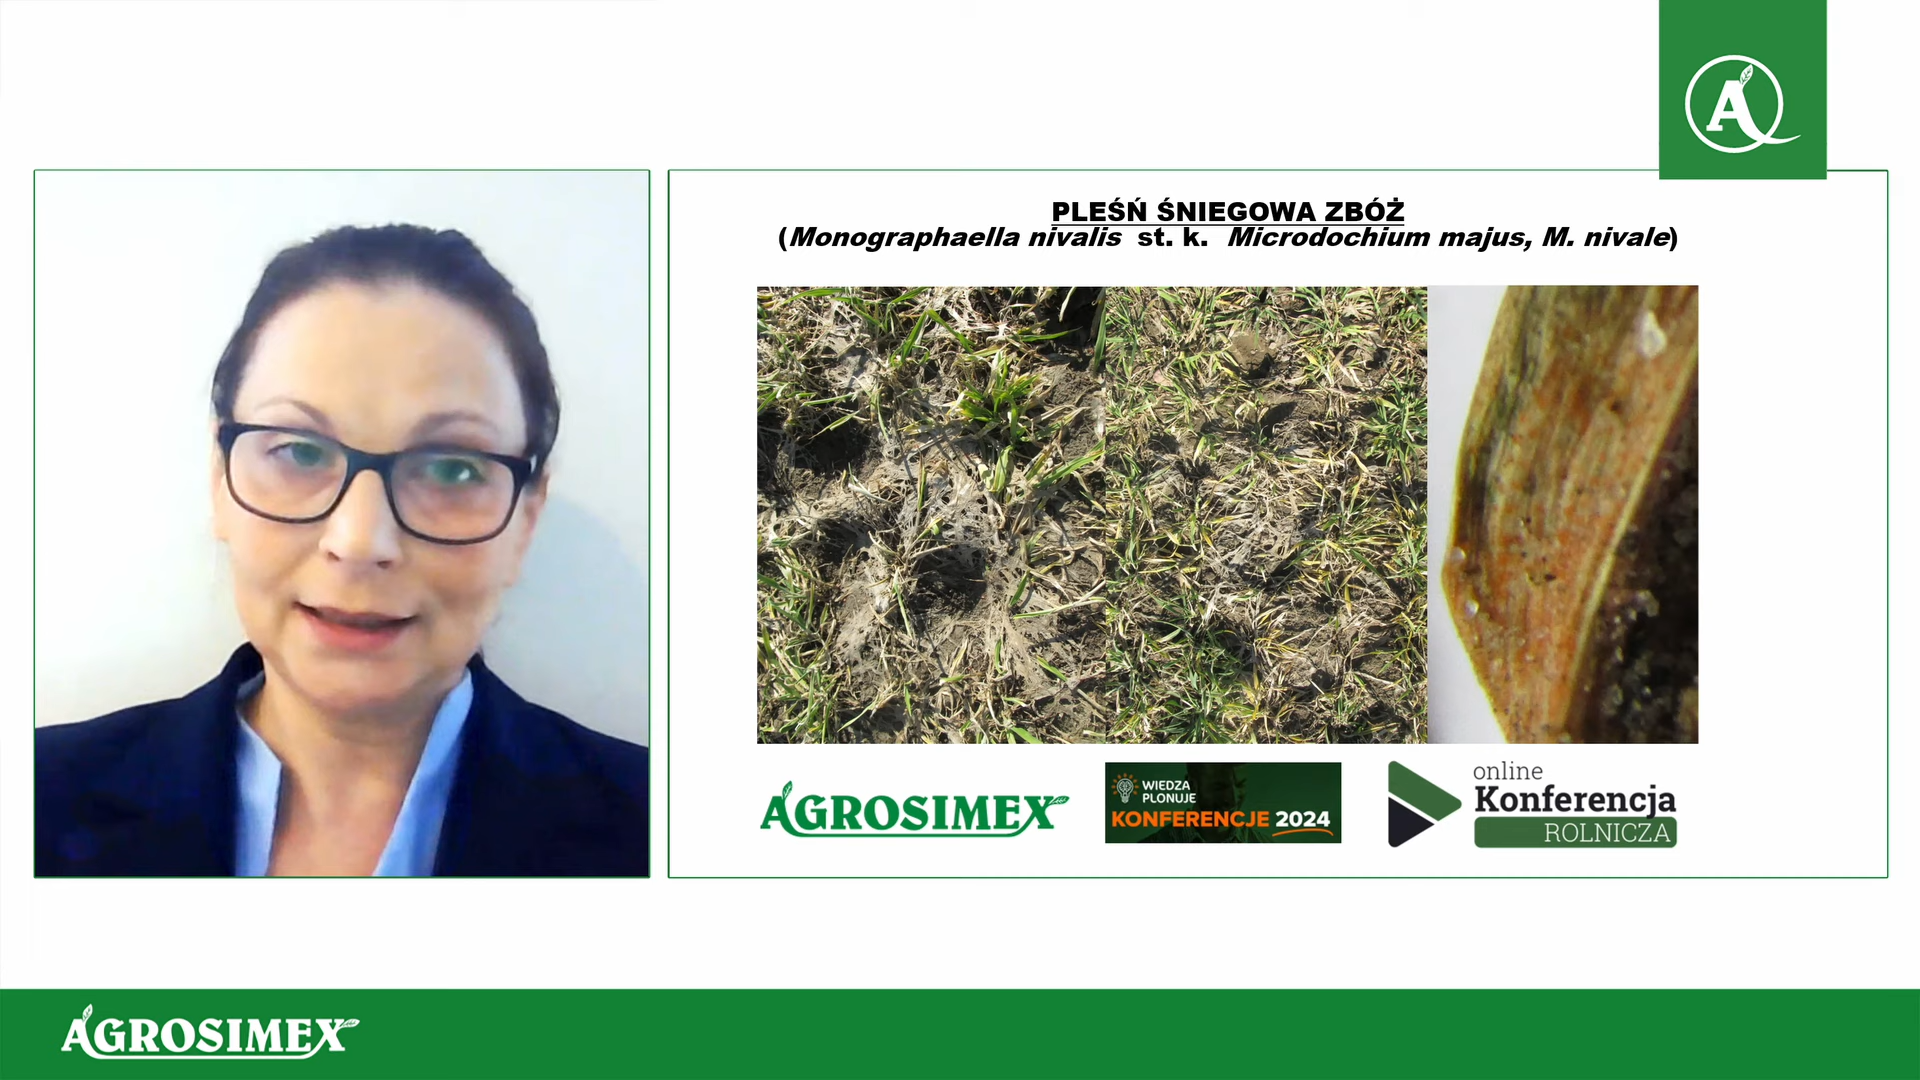 PLEŚŃ ŚNIEGOWA ZBÓŻ
(Monographaella nivalis st. k. Microdochium majus, M. nivale)
AGROSIMEX
WIEDZA
PLONUJE
KONFERENCJE 2024
online
Konferencja
ROLNICZA
AGROSIMEX